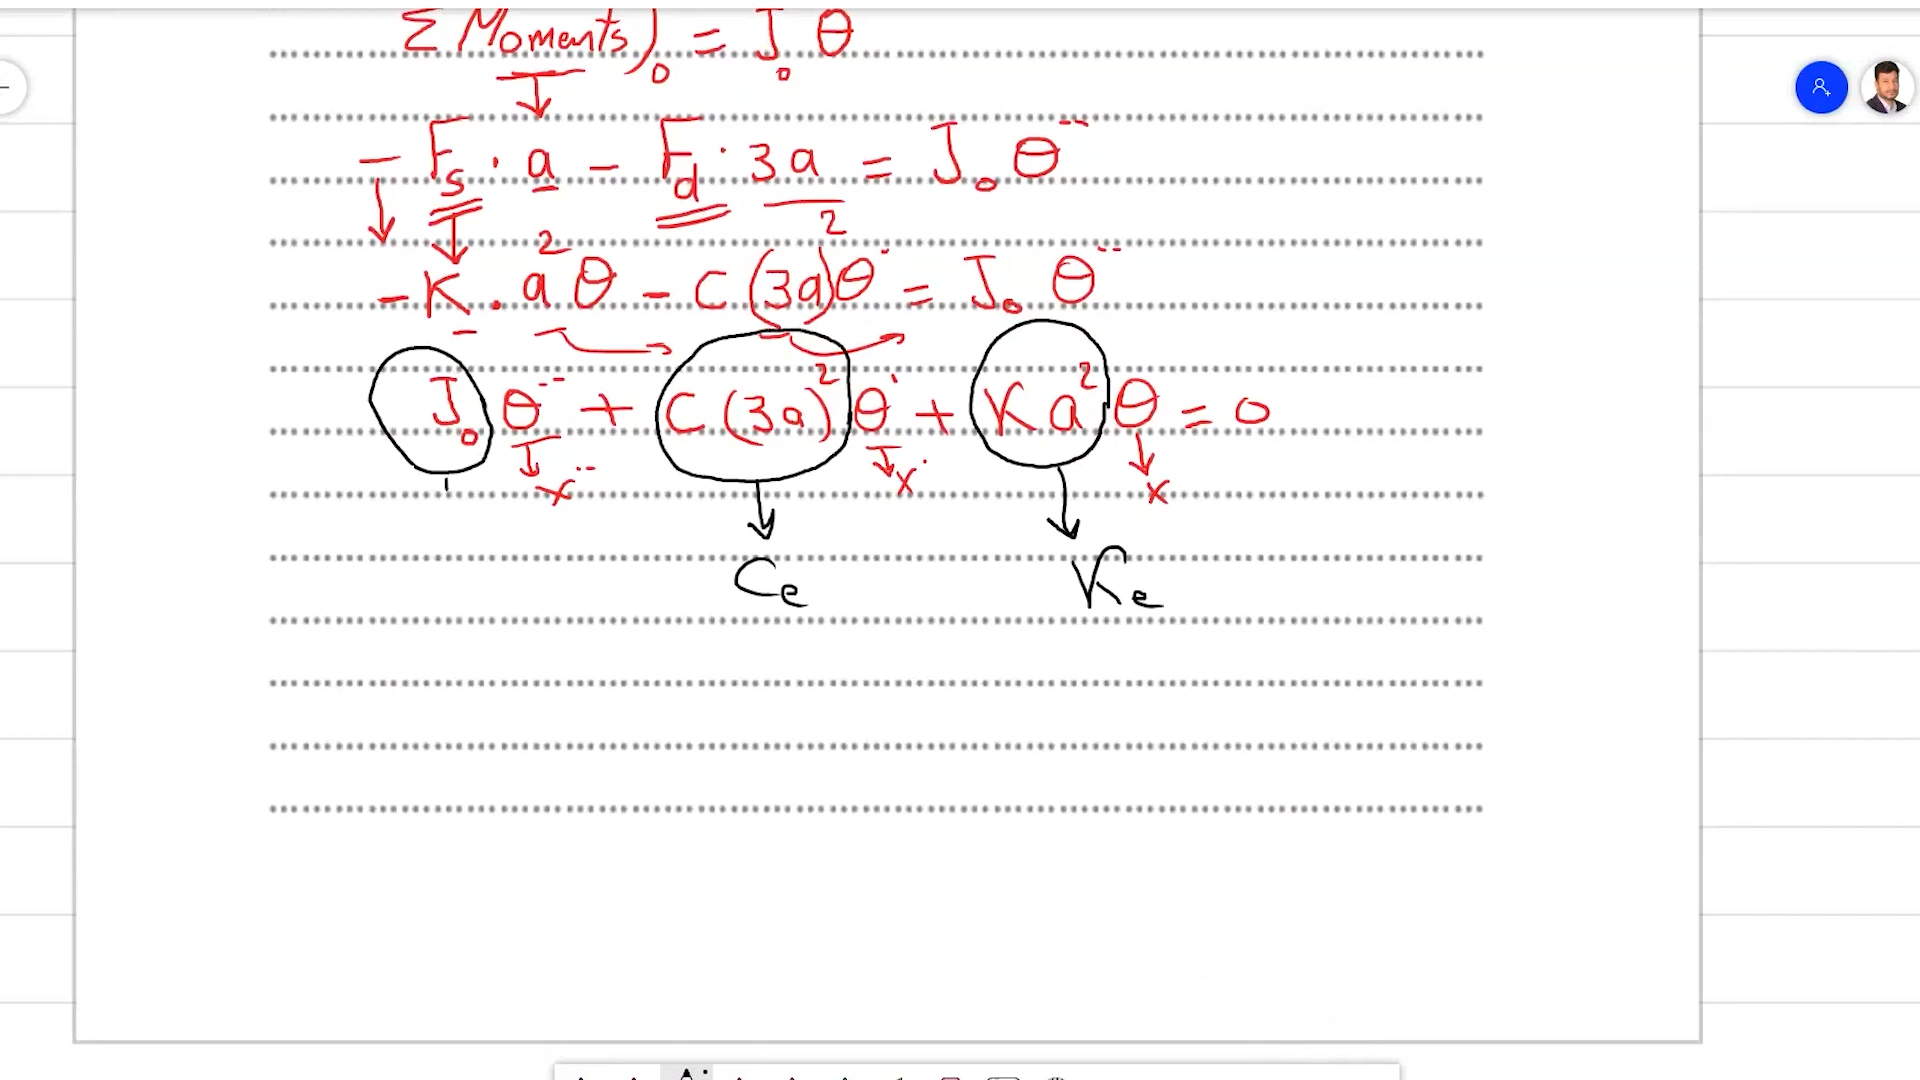 Σ Moments)₀ = J₀ θ
- Fs · a - Fd · 3a = J₀ θ¨
- K · a² θ - C (3a)² θ˙ = J₀ θ¨
J₀ θ¨ + C (3a)² θ˙ + K a² θ = 0
x¨ x˙ x
Ce Ke